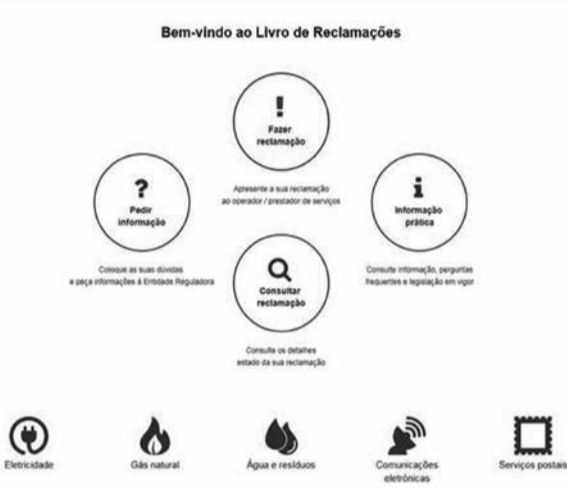 Bem-vindo ao Livro de Reclamações
!
Fazer
reclamação
Apresente a sua reclamação
ao operador / prestador de serviços
?
Pedir
informação
Coloque as suas dúvidas
e peça informações à Entidade Reguladora
i
Informação
prática
Consulte informação, perguntas
frequentes e legislação em vigor
Consultar
reclamação
Consulte os detalhes
estado da sua reclamação
Eletricidade
Gás natural
Água e resíduos
Comunicações
eletrónicas
Serviços postais